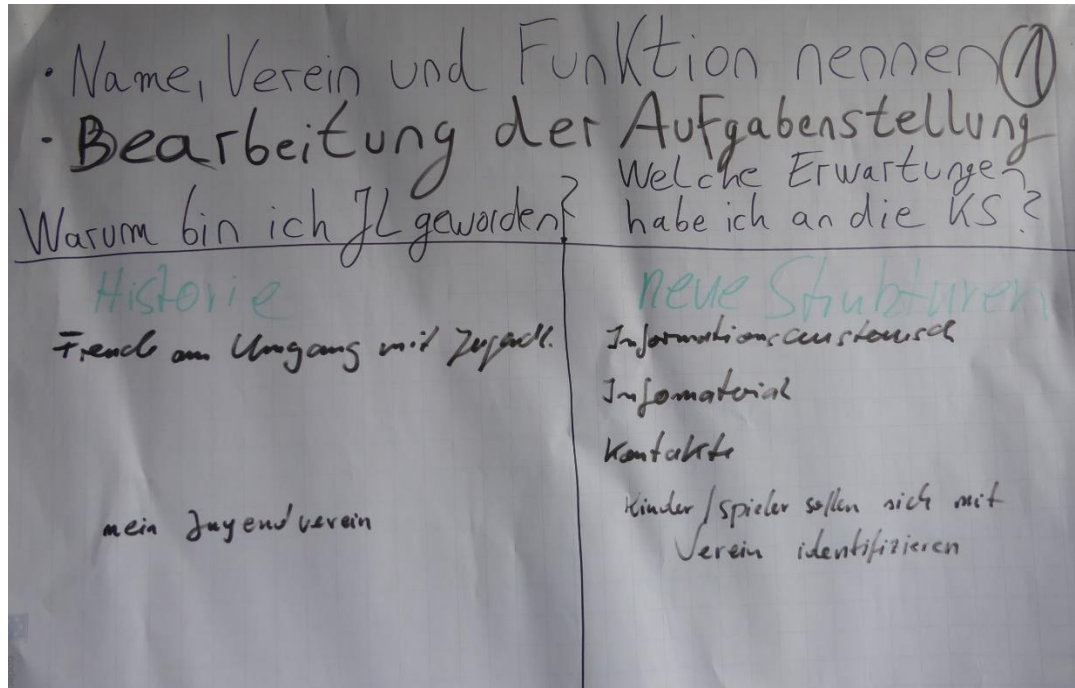 · Name, Verein und Funktion nennen ①
· Bearbeitung der Aufgabenstellung
Warum bin ich JL geworden?
Historie
Freude am Umgang mit Jugendl.
mein Jugendverein
Welche Erwartungen
habe ich an die KS?
neue Strukturen
Informationsaustausch
Infomaterial
Kontakte
Kinder/Spieler sollen sich mit
Verein identifizieren